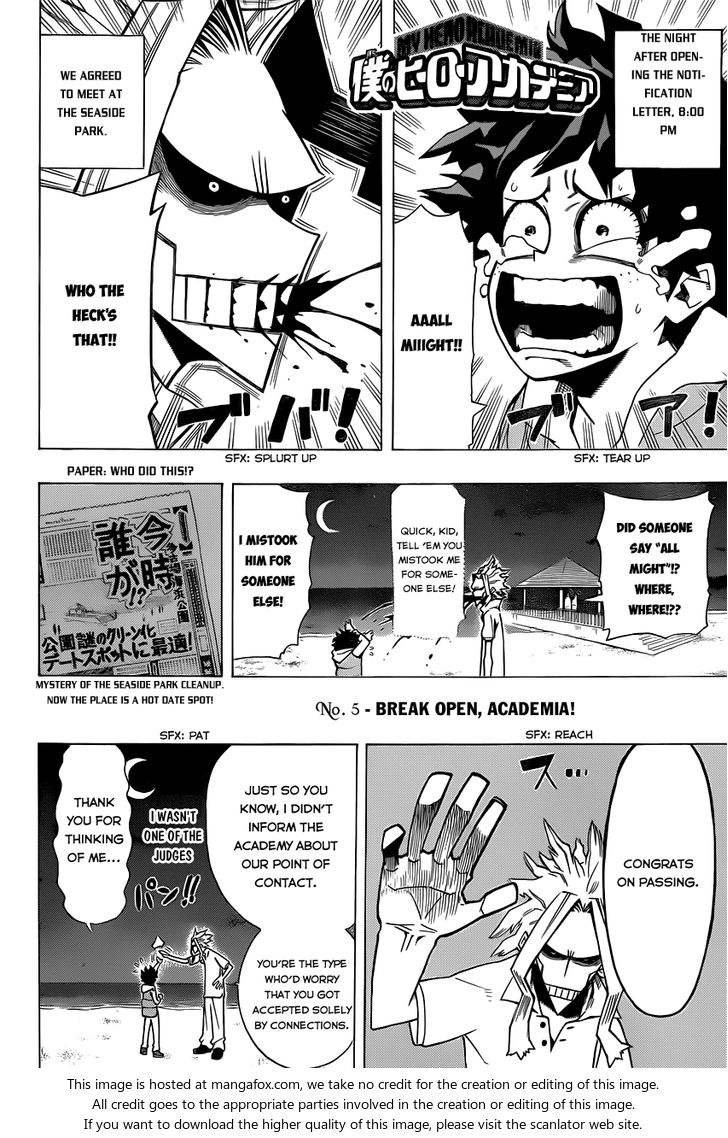 THE NIGHT
AFTER OPEN-
ING THE NOTI-
FICATION
LETTER, 8:00
PM
MY HERO ACADEMIA
僕のヒーローアカデミア
AAALL
MIIIGHT!!
ブアア!
SFX: TEAR UP
WE AGREED
TO MEET AT
THE SEASIDE
PARK.
WHO THE
HECK'S
THAT!!
ブバ!
SFX: SPLURT UP
DID SOMEONE
SAY "ALL
MIGHT"!?
WHERE,
WHERE!??
QUICK, KID,
TELL 'EM YOU
MISTOOK ME
FOR SOME-
ONE ELSE!
I MISTOOK
HIM FOR
SOMEONE
ELSE!
PAPER: WHO DID THIS!?
今時
誰が!?
公園謎のクリーン化
デートスポットに最適!
MYSTERY OF THE SEASIDE PARK CLEANUP.
NOW THE PLACE IS A HOT DATE SPOT!
No. 5 - BREAK OPEN, ACADEMIA!
SFX: REACH
ス…
CONGRATS
ON PASSING.
SFX: PAT
JUST SO YOU
KNOW, I DIDN'T
INFORM THE
ACADEMY ABOUT
OUR POINT OF
CONTACT.
YOU'RE THE TYPE
WHO'D WORRY
THAT YOU GOT
ACCEPTED SOLELY
BY CONNECTIONS.
I WASN'T
ONE OF THE
JUDGES
パン!!
THANK
YOU FOR
THINKING
OF ME...
This image is hosted at mangafox.com, we take no credit for the creation or editing of this image.
All credit goes to the appropriate parties involved in the creation or editing of this image.
If you want to download the higher quality of this image, please visit the scanlator web site.